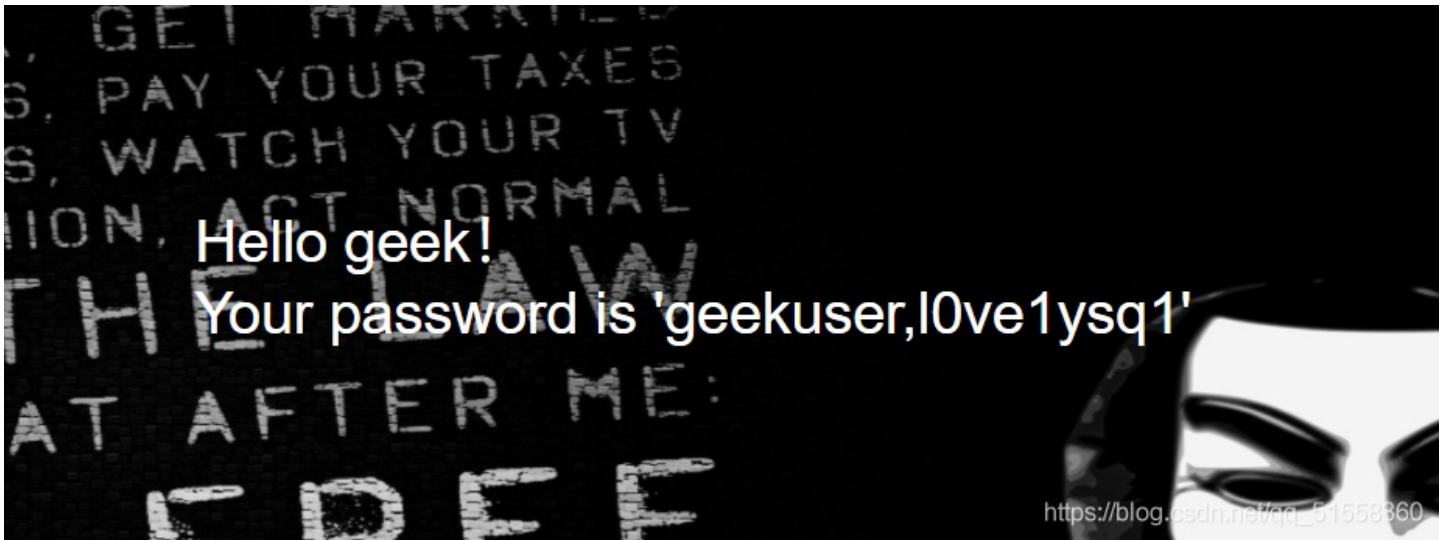 , GET MARRIED
S, PAY YOUR TAXES
S, WATCH YOUR TV
ION, ACT NORMAL
Hello geek!
THE LAW
Your password is 'geekuser,l0ve1ysq1'
AT AFTER ME:
FREE
https://blog.csdn.net/qq_51558360